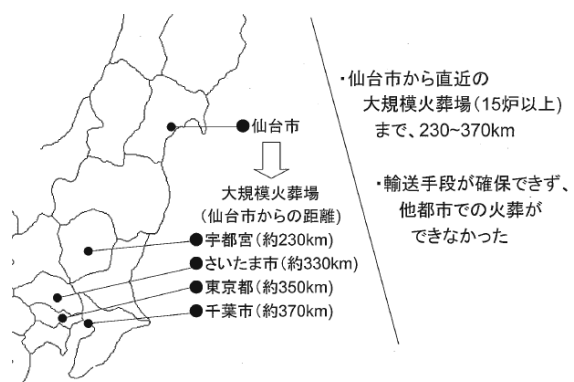 ●仙台市
大規模火葬場
(仙台市からの距離)
●宇都宮(約230km)
●さいたま市(約330km)
●東京都(約350km)
●千葉市(約370km)
・仙台市から直近の
大規模火葬場(15炉以上)
まで、230~370km
・輸送手段が確保できず、
他都市での火葬が
できなかった